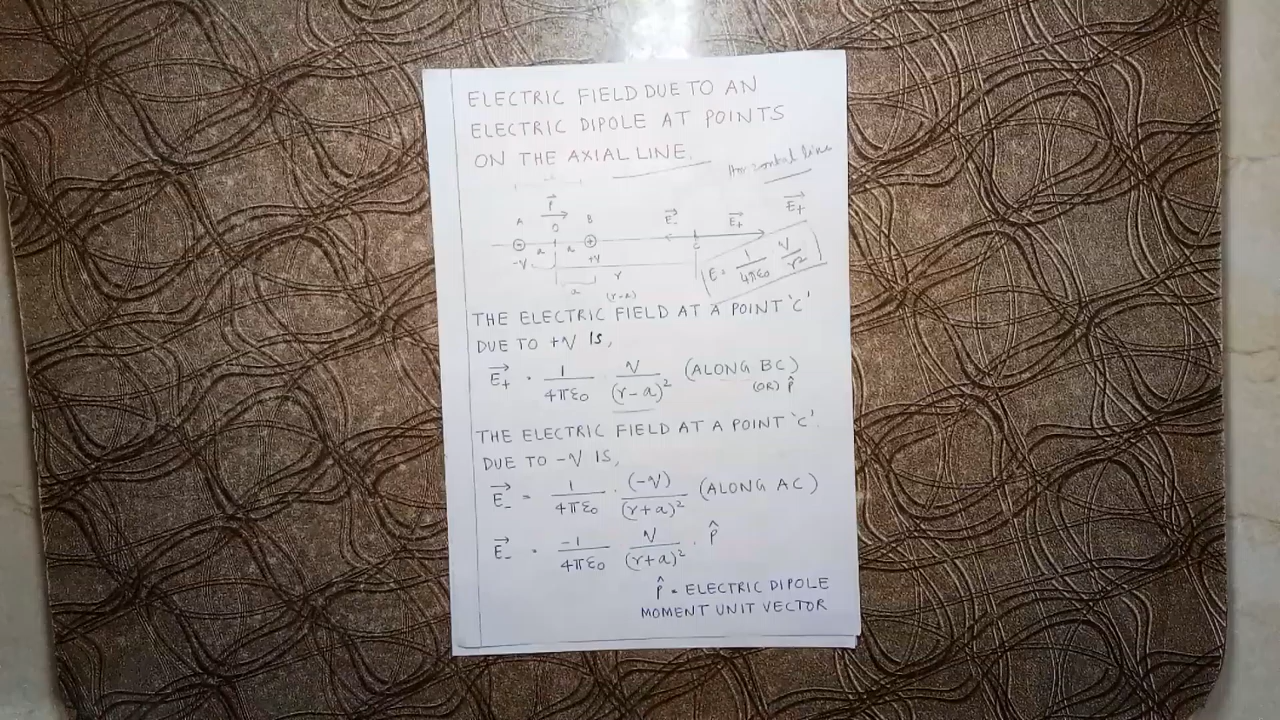 ELECTRIC FIELD DUE TO AN
ELECTRIC DIPOLE AT POINTS
ON THE AXIAL LINE.
Horizontal line
A p⃗ B E⃗₋ E⃗₊ E⃗₊
O
⊖ a a ⊕ C
-q +q
r
a (r-a)
(E = 1/4πε₀ q/r²)
THE ELECTRIC FIELD AT A POINT 'C'
DUE TO +q IS,
E⃗₊ = 1/4πε₀ q/(r-a)² (ALONG BC)
(OR) p̂
THE ELECTRIC FIELD AT A POINT 'C'.
DUE TO -q IS,
E⃗₋ = 1/4πε₀ . (-q)/(r+a)² (ALONG AC)
E⃗₋ = -1/4πε₀ q/(r+a)² . p̂
p̂ = ELECTRIC DIPOLE
MOMENT UNIT VECTOR